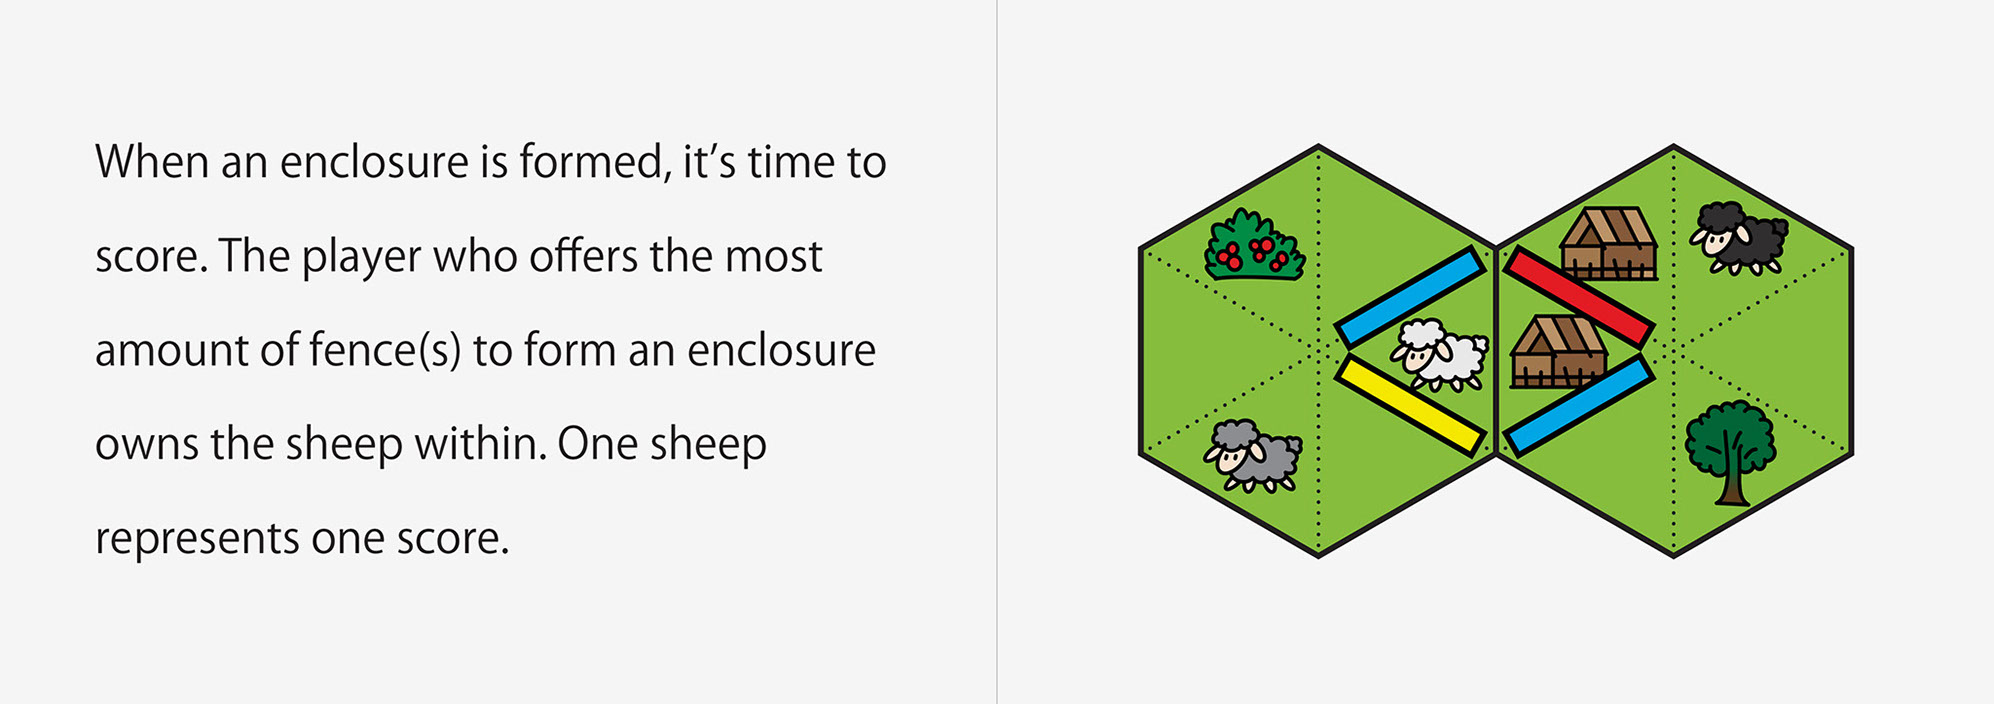 When an enclosure is formed, it’s time to
score. The player who offers the most
amount of fence(s) to form an enclosure
owns the sheep within. One sheep
represents one score.